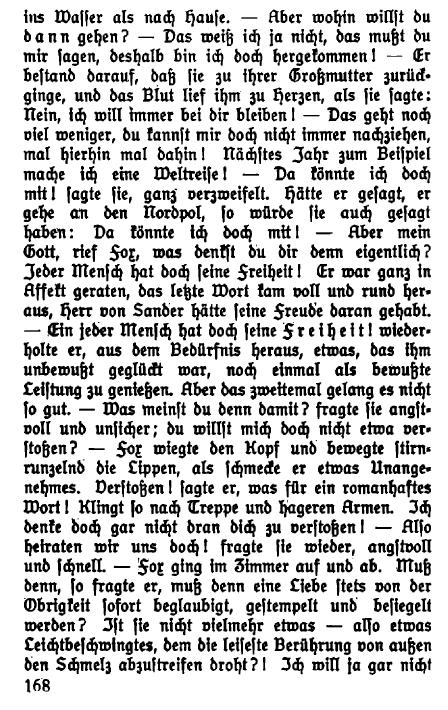 ins Wasser als nach Hause. — Aber wohin willst du
dann gehen? — Das weiß ich ja nicht, das mußt du
mir sagen, deshalb bin ich doch hergekommen! — Er
bestand darauf, daß sie zu ihrer Großmutter zurück-
ginge, und das Blut lief ihm zu Herzen, als sie sagte:
Nein, ich will immer bei dir bleiben! — Das geht noch
viel weniger, du kannst mir doch nicht immer nachziehen,
mal hierhin mal dahin! Nächstes Jahr zum Beispiel
mache ich eine Weltreise! — Da könnte ich doch
mit! sagte sie, ganz verzweifelt. Hätte er gesagt, er
gehe an den Nordpol, so würde sie auch gesagt
haben: Da könnte ich doch mit! — Aber mein
Gott, rief Fox, was denkst du dir denn eigentlich?
Jeder Mensch hat doch seine Freiheit! Er war ganz in
Affekt geraten, das letzte Wort kam voll und rund her-
aus, Herr von Sander hätte seine Freude daran gehabt.
— Ein jeder Mensch hat doch seine Freiheit! wieder-
holte er, aus dem Bedürfnis heraus, etwas, das ihm
unbewußt geglückt war, noch einmal als bewußte
Leistung zu genießen. Aber das zweitemal gelang es nicht
so gut. — Was meinst du denn damit? fragte sie angst-
voll und unsicher; du willst mich doch nicht etwa ver-
stoßen? — Fox wiegte den Kopf und bewegte stirn-
runzelnd die Lippen, als schmecke er etwas Unange-
nehmes. Verstoßen! sagte er, was für ein romanhaftes
Wort! Klingt so nach Treppe und hageren Armen. Ich
denke doch gar nicht dran dich zu verstoßen! — Also
heiraten wir uns doch! fragte sie wieder, angstvoll
und schnell. — Fox ging im Zimmer auf und ab. Muß
denn, so fragte er, muß denn eine Liebe stets von der
Obrigkeit sofort beglaubigt, gestempelt und besiegelt
werden? Ist sie nicht vielmehr etwas — also etwas
Leichtbeschwingtes, dem die leiseste Berührung von außen
den Schmelz abzustreifen droht?! Ich will ja gar nicht
168